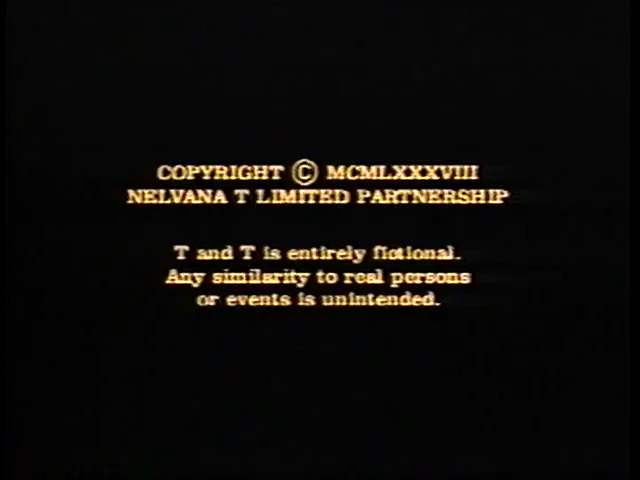 COPYRIGHT © MCMLXXXVIII
NELVANA T LIMITED PARTNERSHIP
T and T is entirely fictional.
Any similarity to real persons
or events is unintended.